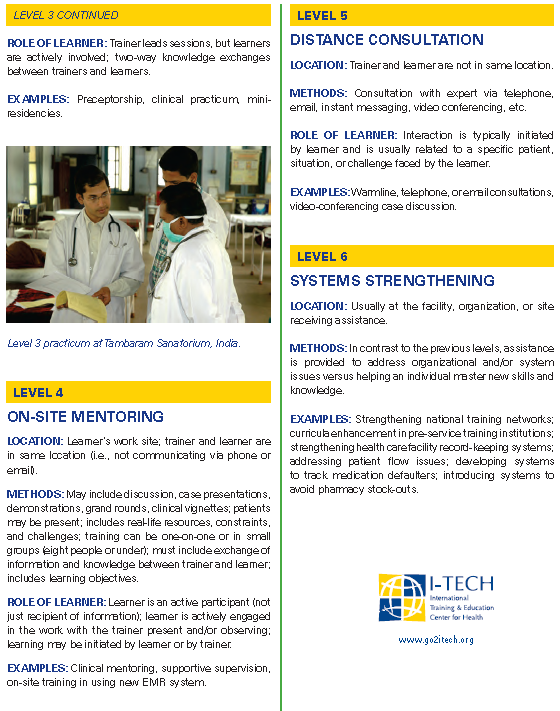 LEVEL 3 CONTINUED
ROLE OF LEARNER: Trainer leads sessions, but learners
are actively involved; two-way knowledge exchanges
between trainers and learners.
EXAMPLES: Preceptorship, clinical practicum, mini-
residencies.
Level 3 practicum at Tambaram Sanatorium, India.
LEVEL 4
ON-SITE MENTORING
LOCATION: Learner's work site; trainer and learner are
in same location (i.e., not communicating via phone or
email).
METHODS: May include discussion, case presentations,
demonstrations, grand rounds, clinical vignettes; patients
may be present; includes real-life resources, constraints,
and challenges; training can be one-on-one or in small
groups (eight people or under); must include exchange of
information and knowledge between trainer and learner;
includes learning objectives.
ROLE OF LEARNER: Learner is an active participant (not
just recipient of information); learner is actively engaged
in the work with the trainer present and/or observing;
learning may be initiated by learner or by trainer.
EXAMPLES: Clinical mentoring, supportive supervision,
on-site training in using new EMR system.
LEVEL 5
DISTANCE CONSULTATION
LOCATION: Trainer and learner are not in same location.
METHODS: Consultation with expert via telephone,
email, instant messaging, video conferencing, etc.
ROLE OF LEARNER: Interaction is typically initiated
by learner and is usually related to a specific patient,
situation, or challenge faced by the learner.
EXAMPLES: Warmline, telephone, or email consultations,
video-conferencing case discussion.
LEVEL 6
SYSTEMS STRENGTHENING
LOCATION: Usually at the facility, organization, or site
receiving assistance.
METHODS: In contrast to the previous levels, assistance
is provided to address organizational and/or system
issues versus helping an individual master new skills and
knowledge.
EXAMPLES: Strengthening national training networks;
curricula enhancement in pre-service training institutions;
strengthening health care facility record-keeping systems;
addressing patient flow issues; developing systems
to track medication defaulters; introducing systems to
avoid pharmacy stock-outs.
I-TECH
International
Training & Education
Center for Health
www.go2itech.org